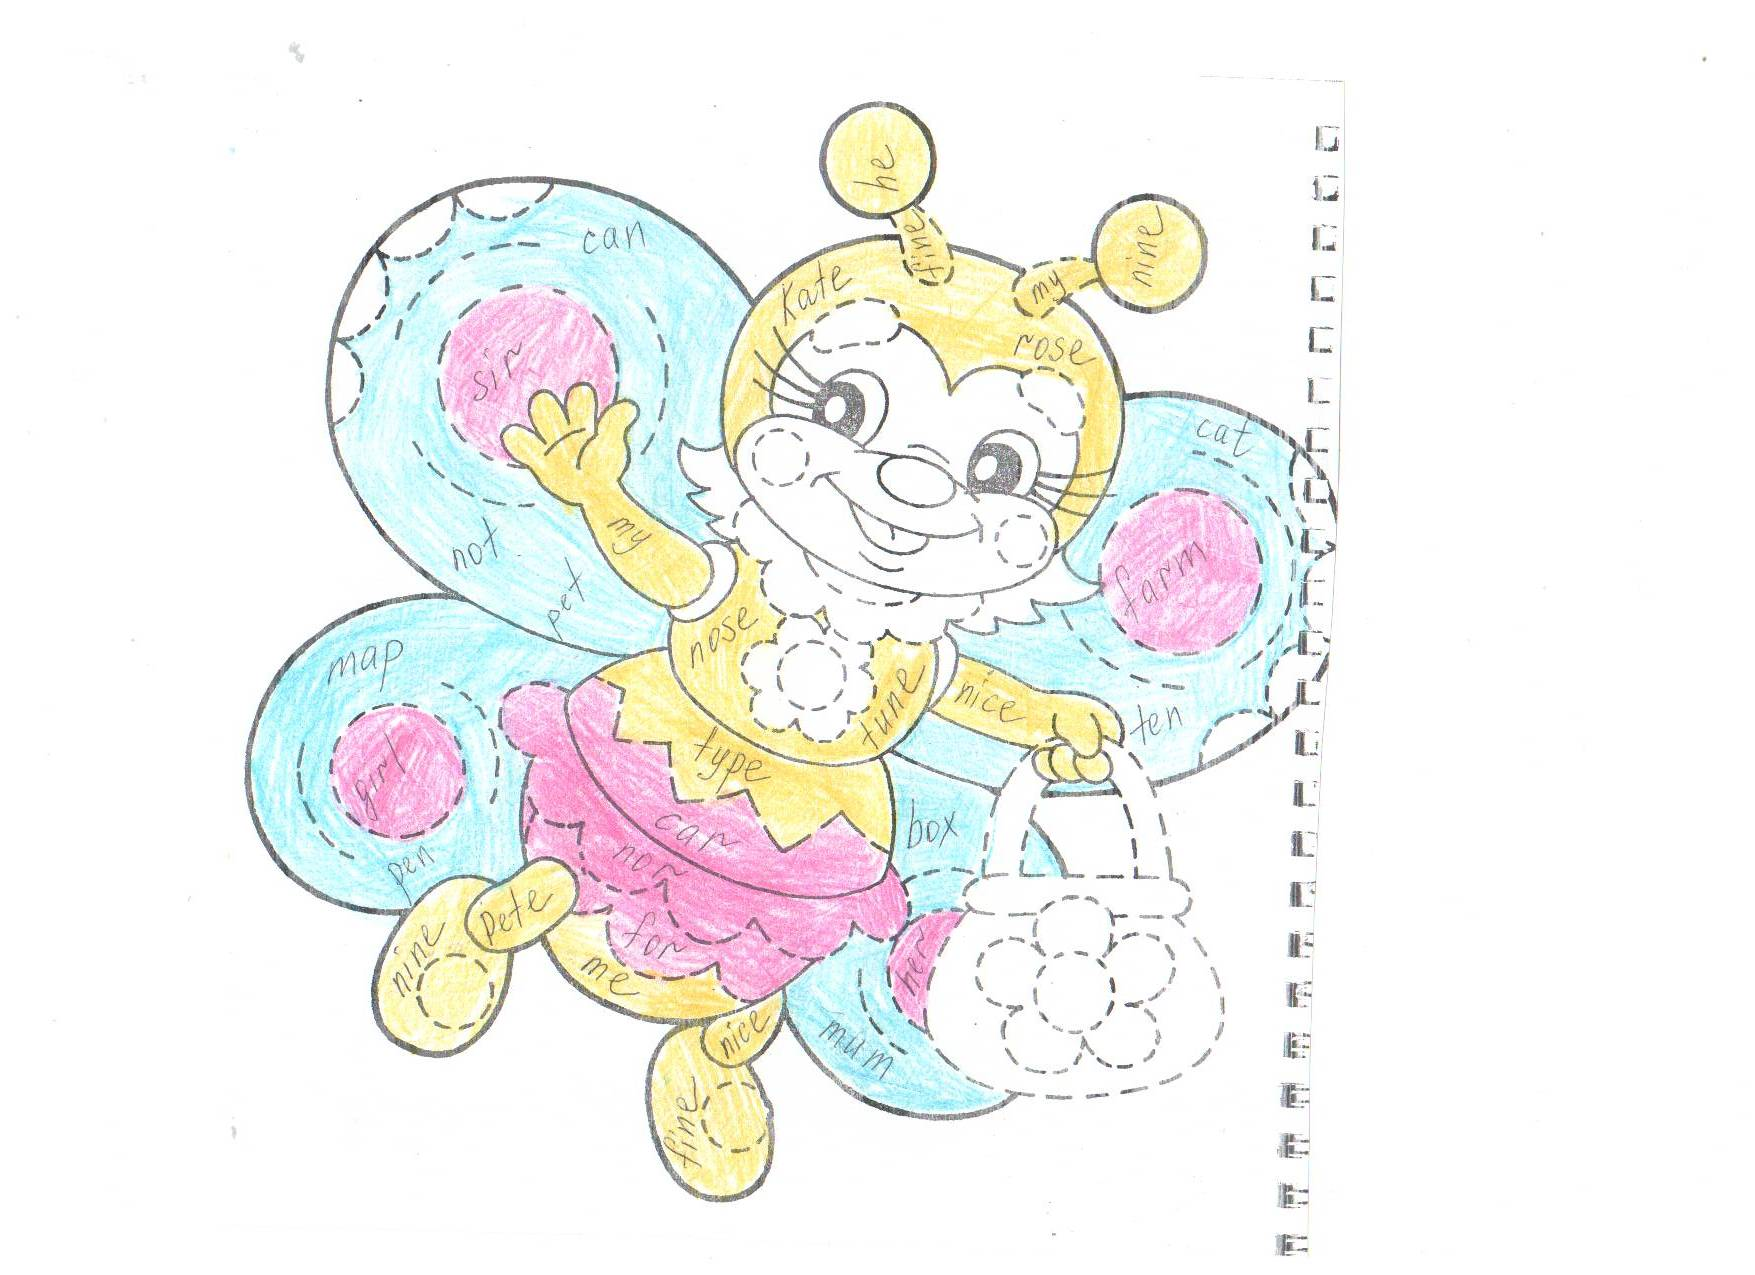 he
fine
nine
my
Kate
rose
can
sir
cat
farm
my
not
pet
nose
tune
nice
ten
map
girl
pen
type
car
nor
for
box
Pete
nine
me
her
mum
nice
fine